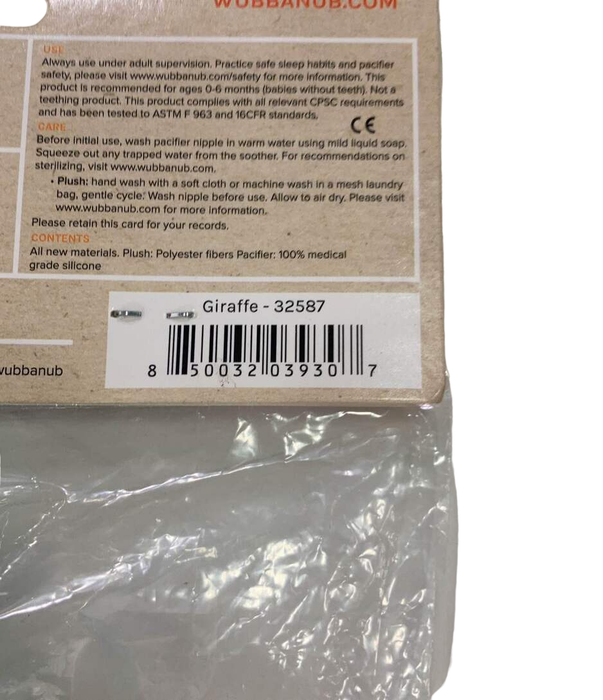 WUBBANUB.COM
USE
Always use under adult supervision. Practice safe sleep habits and pacifier
safety, please visit www.wubbanub.com/safety for more information. This
product is recommended for ages 0-6 months (babies without teeth). Not a
teething product. This product complies with all relevant CPSC requirements
and has been tested to ASTM F 963 and 16CFR standards.
CE
CARE
Before initial use, wash pacifier nipple in warm water using mild liquid soap.
Squeeze out any trapped water from the soother. For recommendations on
sterilizing, visit www.wubbanub.com.
• Plush: hand wash with a soft cloth or machine wash in a mesh laundry
bag, gentle cycle. Wash nipple before use. Allow to air dry. Please visit
www.wubbanub.com for more information.
Please retain this card for your records.
CONTENTS
All new materials. Plush: Polyester fibers Pacifier: 100% medical
grade silicone
Giraffe - 32587
8 50032 03930 7
wubbanub